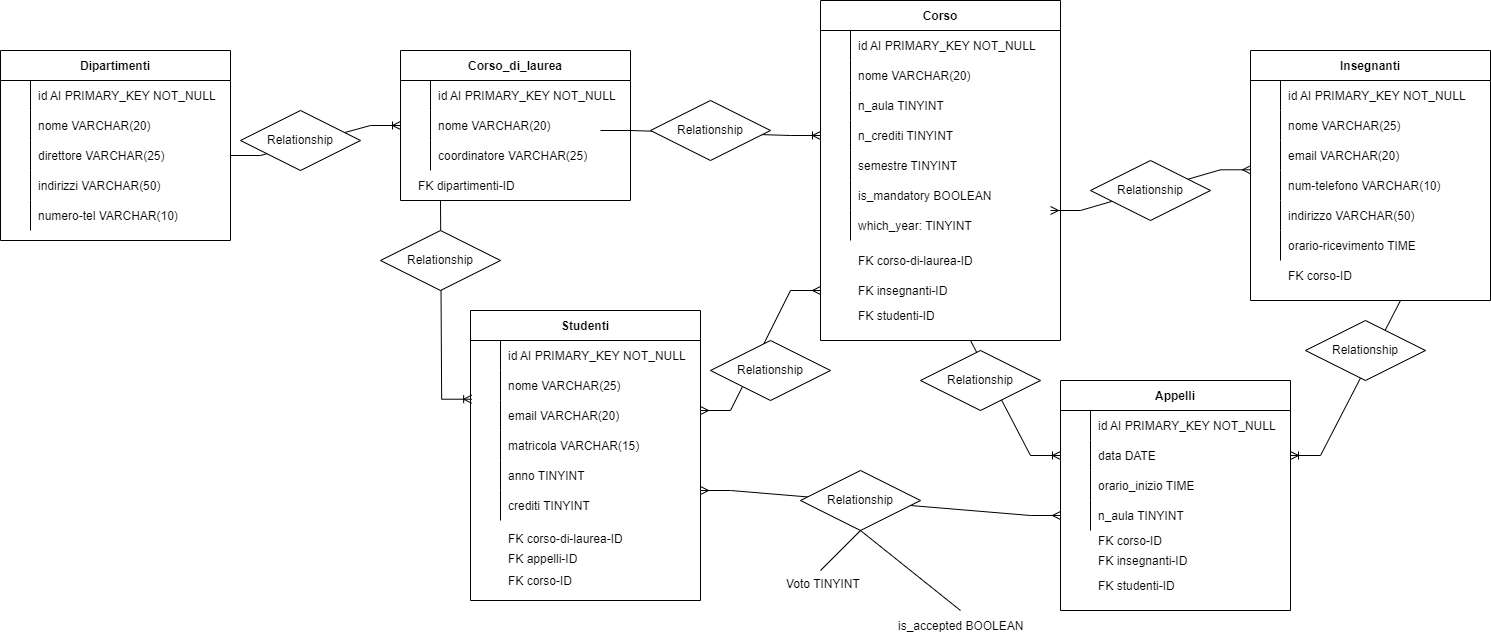 Dipartimenti
id AI PRIMARY_KEY NOT_NULL
nome VARCHAR(20)
direttore VARCHAR(25)
indirizzi VARCHAR(50)
numero-tel VARCHAR(10)
Relationship
Corso_di_laurea
id AI PRIMARY_KEY NOT_NULL
nome VARCHAR(20)
coordinatore VARCHAR(25)
FK dipartimenti-ID
Relationship
Corso
id AI PRIMARY_KEY NOT_NULL
nome VARCHAR(20)
n_aula TINYINT
n_crediti TINYINT
semestre TINYINT
is_mandatory BOOLEAN
which_year: TINYINT
FK corso-di-laurea-ID
FK insegnanti-ID
FK studenti-ID
Relationship
Insegnanti
id AI PRIMARY_KEY NOT_NULL
nome VARCHAR(25)
email VARCHAR(20)
num-telefono VARCHAR(10)
indirizzo VARCHAR(50)
orario-ricevimento TIME
FK corso-ID
Relationship
Studenti
id AI PRIMARY_KEY NOT_NULL
nome VARCHAR(25)
email VARCHAR(20)
matricola VARCHAR(15)
anno TINYINT
crediti TINYINT
FK corso-di-laurea-ID
FK appelli-ID
FK corso-ID
Relationship
Relationship
Relationship
Appelli
id AI PRIMARY_KEY NOT_NULL
data DATE
orario_inizio TIME
n_aula TINYINT
FK corso-ID
FK insegnanti-ID
FK studenti-ID
Relationship
Voto TINYINT
is_accepted BOOLEAN